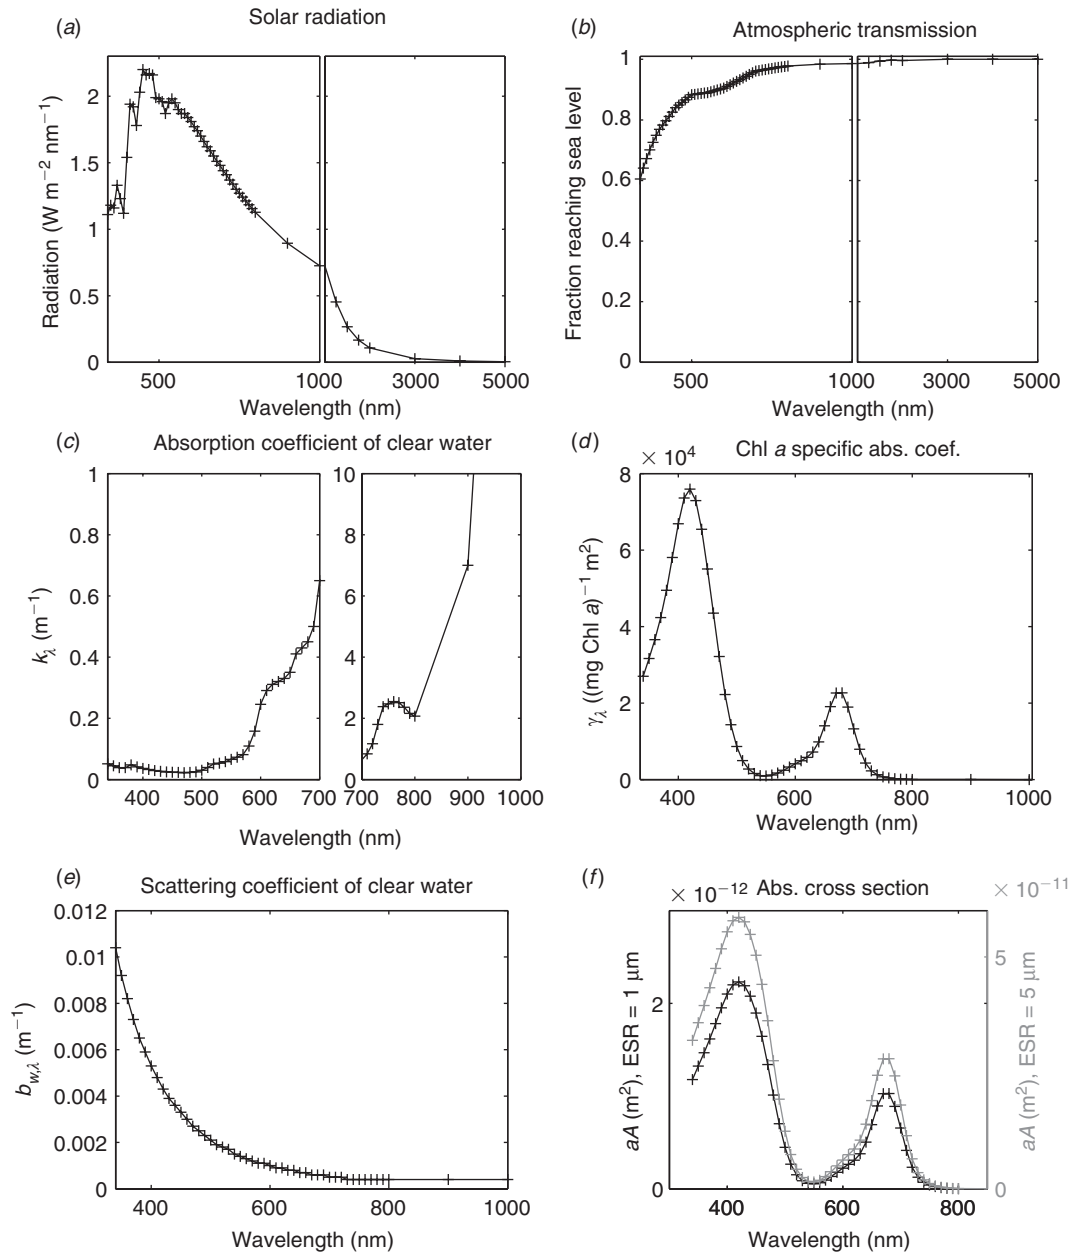 (a) Solar radiation
Radiation (W m−2 nm−1)
2
1.5
1
0.5
0
500 1000 3000 5000
Wavelength (nm)
(b) Atmospheric transmission
Fraction reaching sea level
1
0.8
0.6
0.4
0.2
0
500 1000 3000 5000
Wavelength (nm)
(c) Absorption coefficient of clear water
kλ (m−1)
1
0.8
0.6
0.4
0.2
0
400 500 600 700
10
8
6
4
2
0
700 800 900 1000
Wavelength (nm)
(d) Chl a specific abs. coef.
× 104
γλ ((mg Chl a)−1 m2)
8
6
4
2
0
400 600 800 1000
Wavelength (nm)
(e) Scattering coefficient of clear water
bw,λ (m−1)
0.012
0.01
0.008
0.006
0.004
0.002
0
400 600 800 1000
Wavelength (nm)
(f) × 10−12 Abs. cross section × 10−11
aA (m2), ESR = 1 μm
2
0
400 600 800
Wavelength (nm)
5
0
aA (m2), ESR = 5 μm